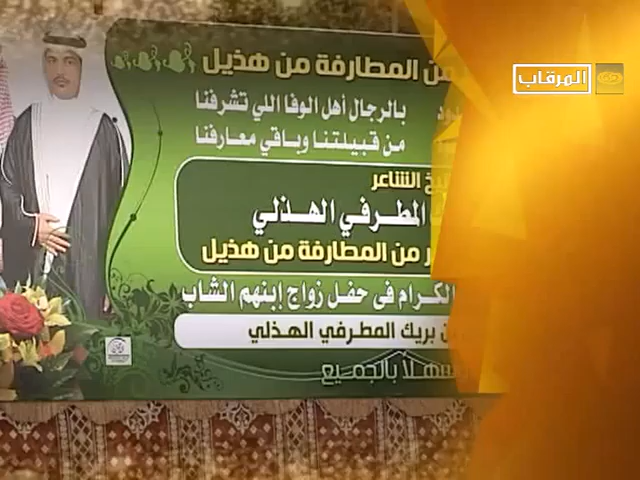 المرقاب
من المطارفة من هذيل
بالرجال أهل الوفا اللي تشرفنا
من قبيلتنا وباقي معارفنا
الشاعر
المطرفي الهذلي
من المطارفة من هذيل
الكرام في حفل زواج إبنهم الشاب
بن بريك المطرفي الهذلي
بالجميع